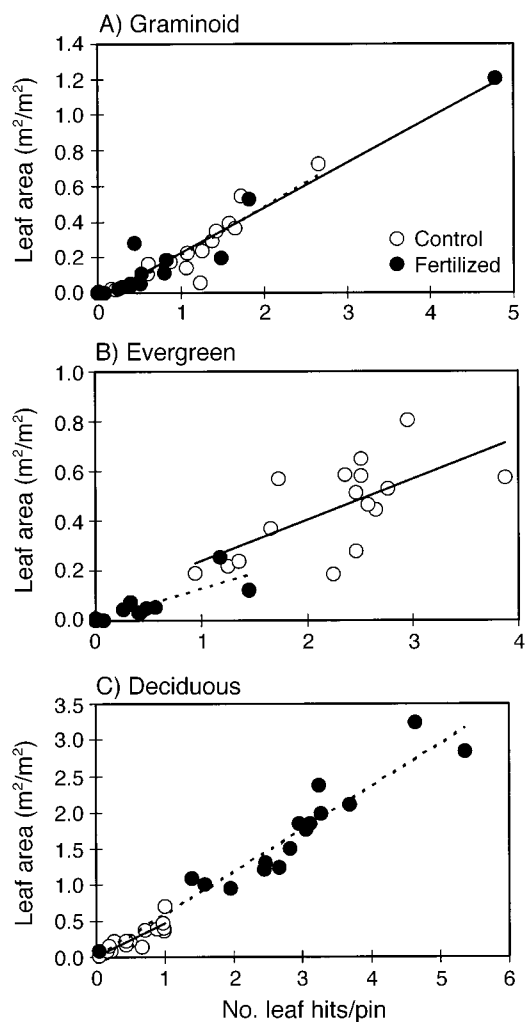 A) Graminoid
1.4
1.2
1.0
0.8
0.6
0.4
0.2
0.0
Leaf area (m²/m²)
Control
Fertilized
0 1 2 3 4 5
B) Evergreen
1.0
0.8
0.6
0.4
0.2
0.0
Leaf area (m²/m²)
0 1 2 3 4
C) Deciduous
3.5
3.0
2.5
2.0
1.5
1.0
0.5
0.0
Leaf area (m²/m²)
0 1 2 3 4 5 6
No. leaf hits/pin